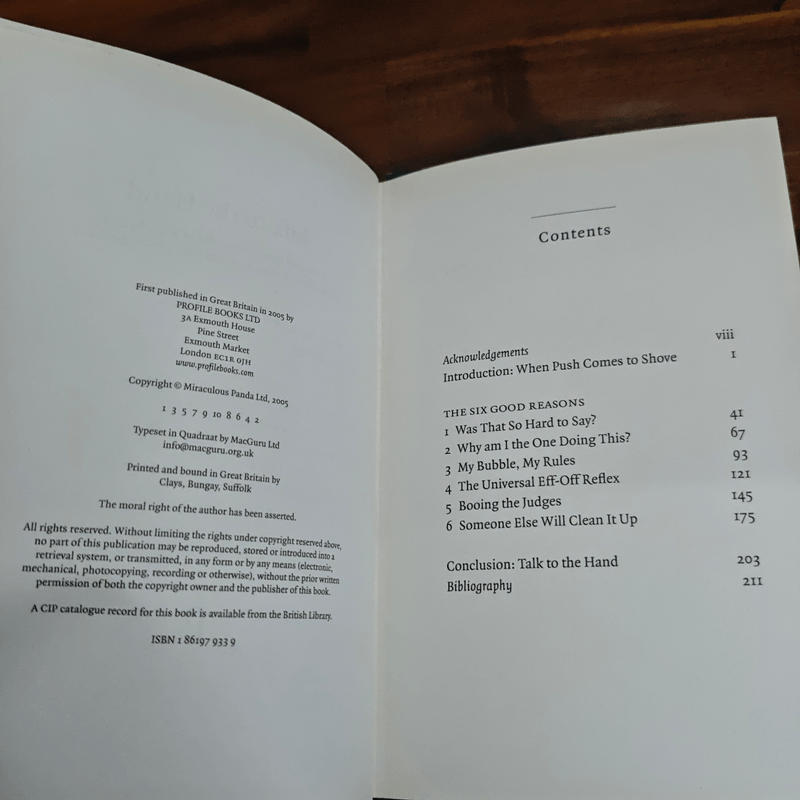 First published in Great Britain in 2005 by
PROFILE BOOKS LTD
3A Exmouth House
Pine Street
Exmouth Market
London EC1R 0JH
www.profilebooks.com
Copyright © Miraculous Panda Ltd, 2005
1 3 5 7 9 10 8 6 4 2
Typeset in Quadraat by MacGuru Ltd
info@macguru.org.uk
Printed and bound in Great Britain by
Clays, Bungay, Suffolk
The moral right of the author has been asserted.
All rights reserved. Without limiting the rights under copyright reserved above,
no part of this publication may be reproduced, stored or introduced into a
retrieval system, or transmitted, in any form or by any means (electronic,
mechanical, photocopying, recording or otherwise), without the prior written
permission of both the copyright owner and the publisher of this book.
A CIP catalogue record for this book is available from the British Library.
ISBN 1 86197 933 9
Contents
Acknowledgements viii
Introduction: When Push Comes to Shove 1
THE SIX GOOD REASONS
1 Was That So Hard to Say? 41
2 Why am I the One Doing This? 67
3 My Bubble, My Rules 93
4 The Universal Eff-Off Reflex 121
5 Booing the Judges 145
6 Someone Else Will Clean It Up 175
Conclusion: Talk to the Hand 203
Bibliography 211